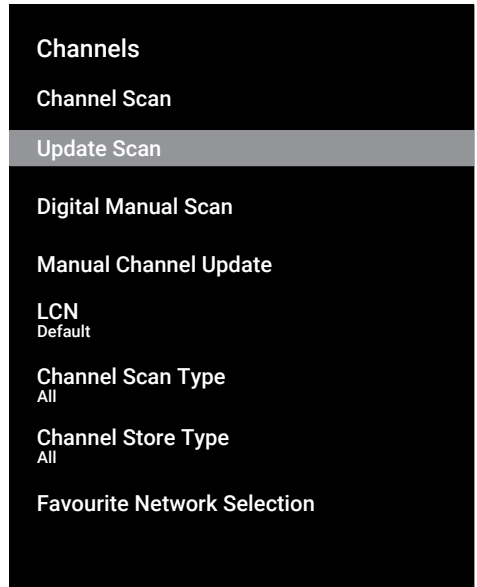 Channels
Channel Scan
Update Scan
Digital Manual Scan
Manual Channel Update
LCN
Default
Channel Scan Type
All
Channel Store Type
All
Favourite Network Selection